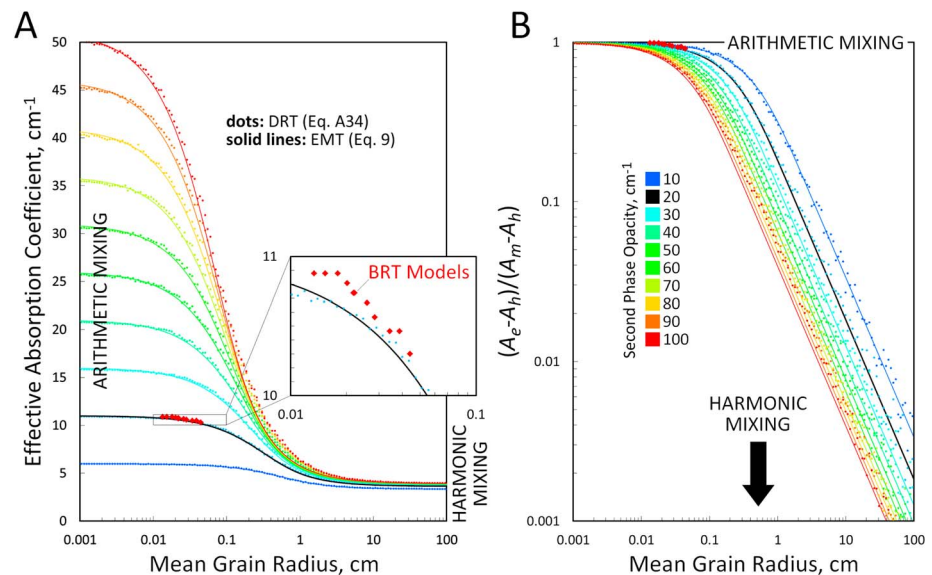 A
50
45
40
35
30
25
20
15
10
5
0
Effective Absorption Coefficient, cm-1
ARITHMETIC MIXING
dots: DRT (Eq. A34)
solid lines: EMT (Eq. 9)
11
BRT Models
10
0.01
0.1
HARMONIC
MIXING
0.001
0.01
0.1
1
10
100
Mean Grain Radius, cm
B
1
0.1
0.01
0.001
(Ae-Ah)/(Am-Ah)
ARITHMETIC MIXING
Second Phase Opacity, cm-1
10
20
30
40
50
60
70
80
90
100
HARMONIC
MIXING
0.001
0.01
0.1
1
10
100
Mean Grain Radius, cm